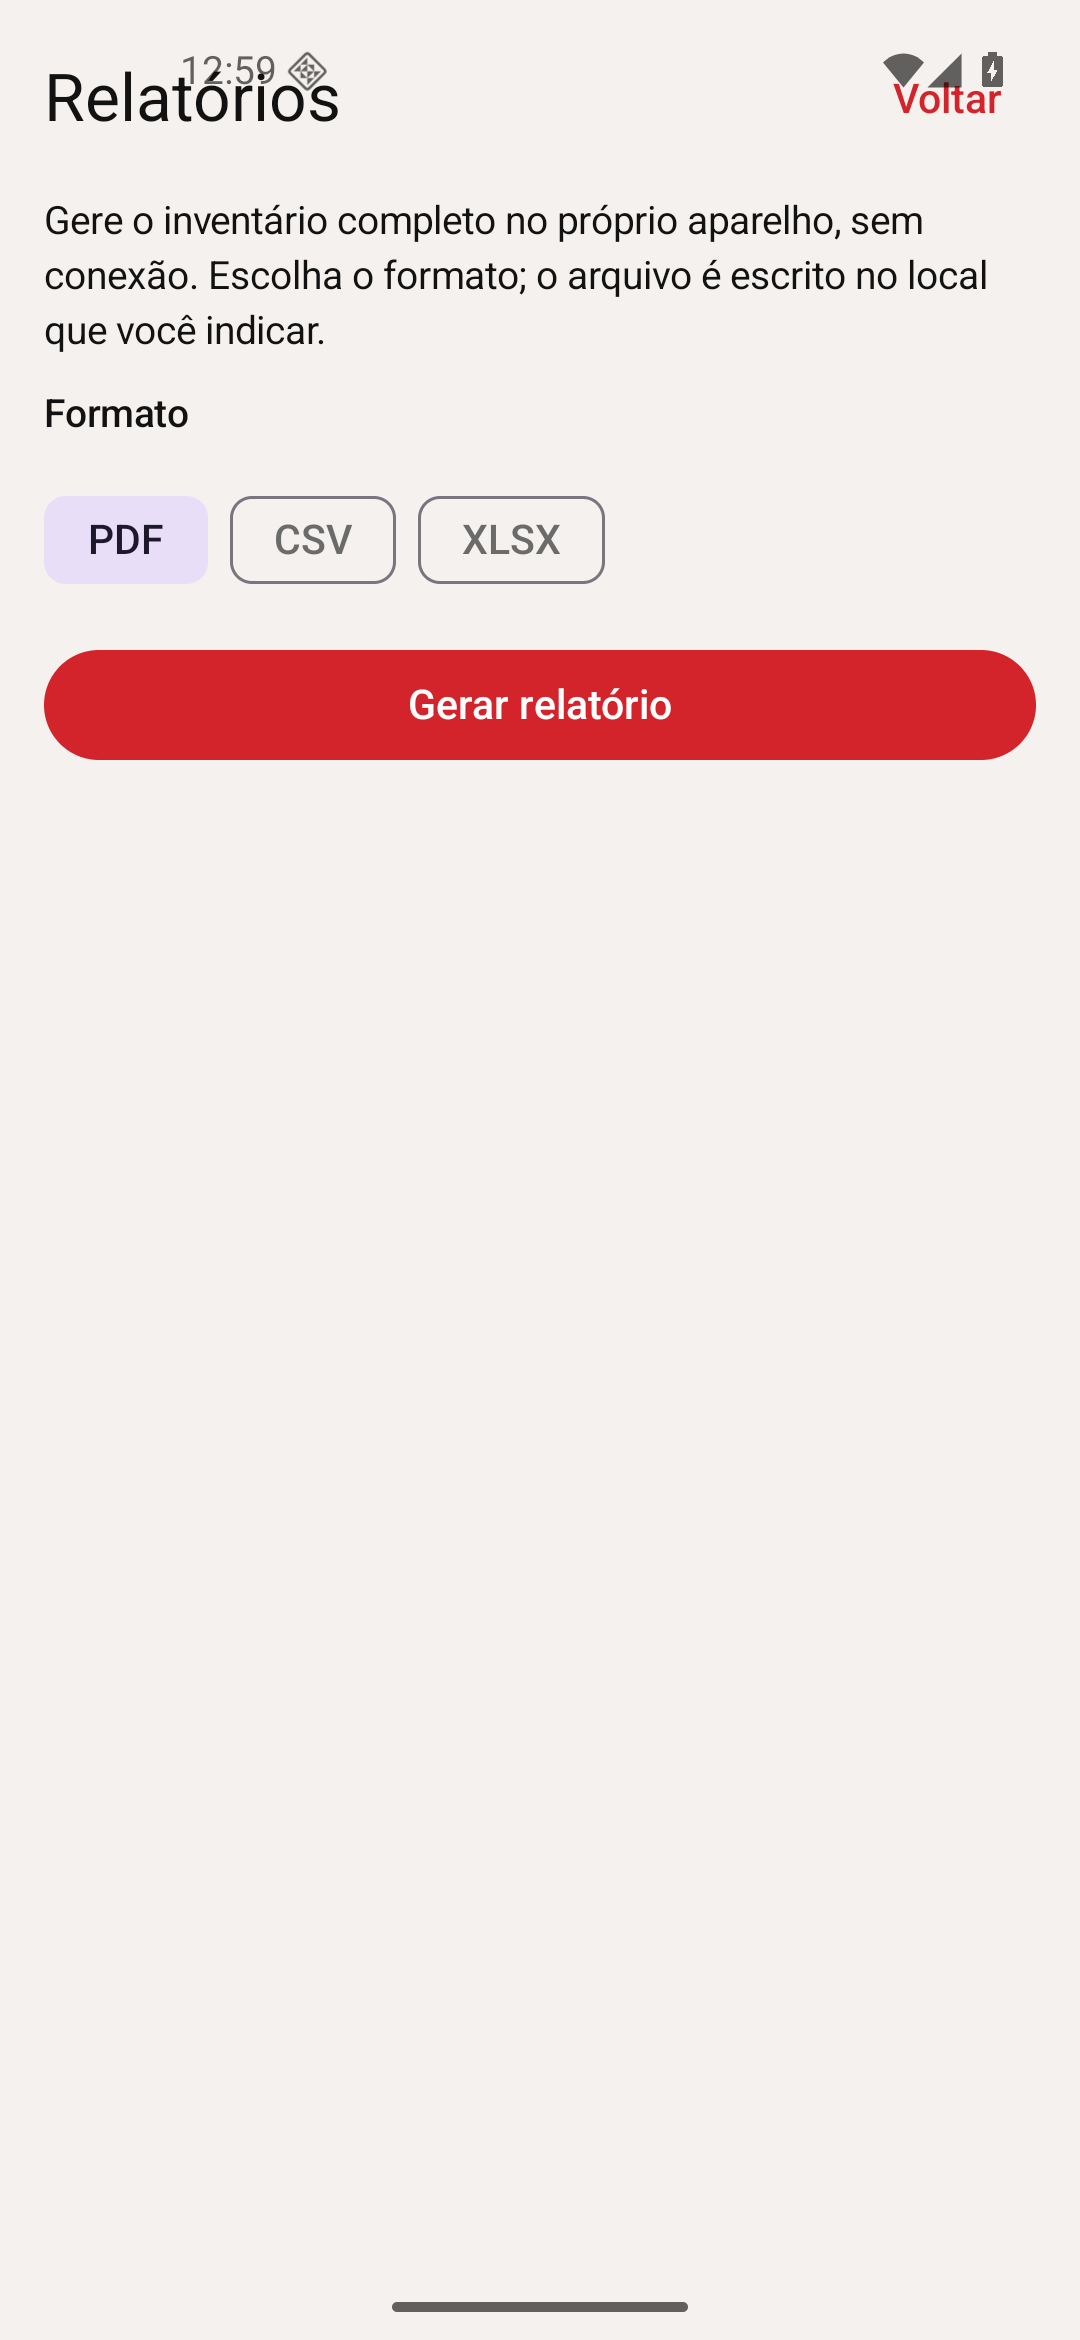 12:59
Relatórios
Voltar
Gere o inventário completo no próprio aparelho, sem
conexão. Escolha o formato; o arquivo é escrito no local
que você indicar.
Formato
PDF
CSV
XLSX
Gerar relatório